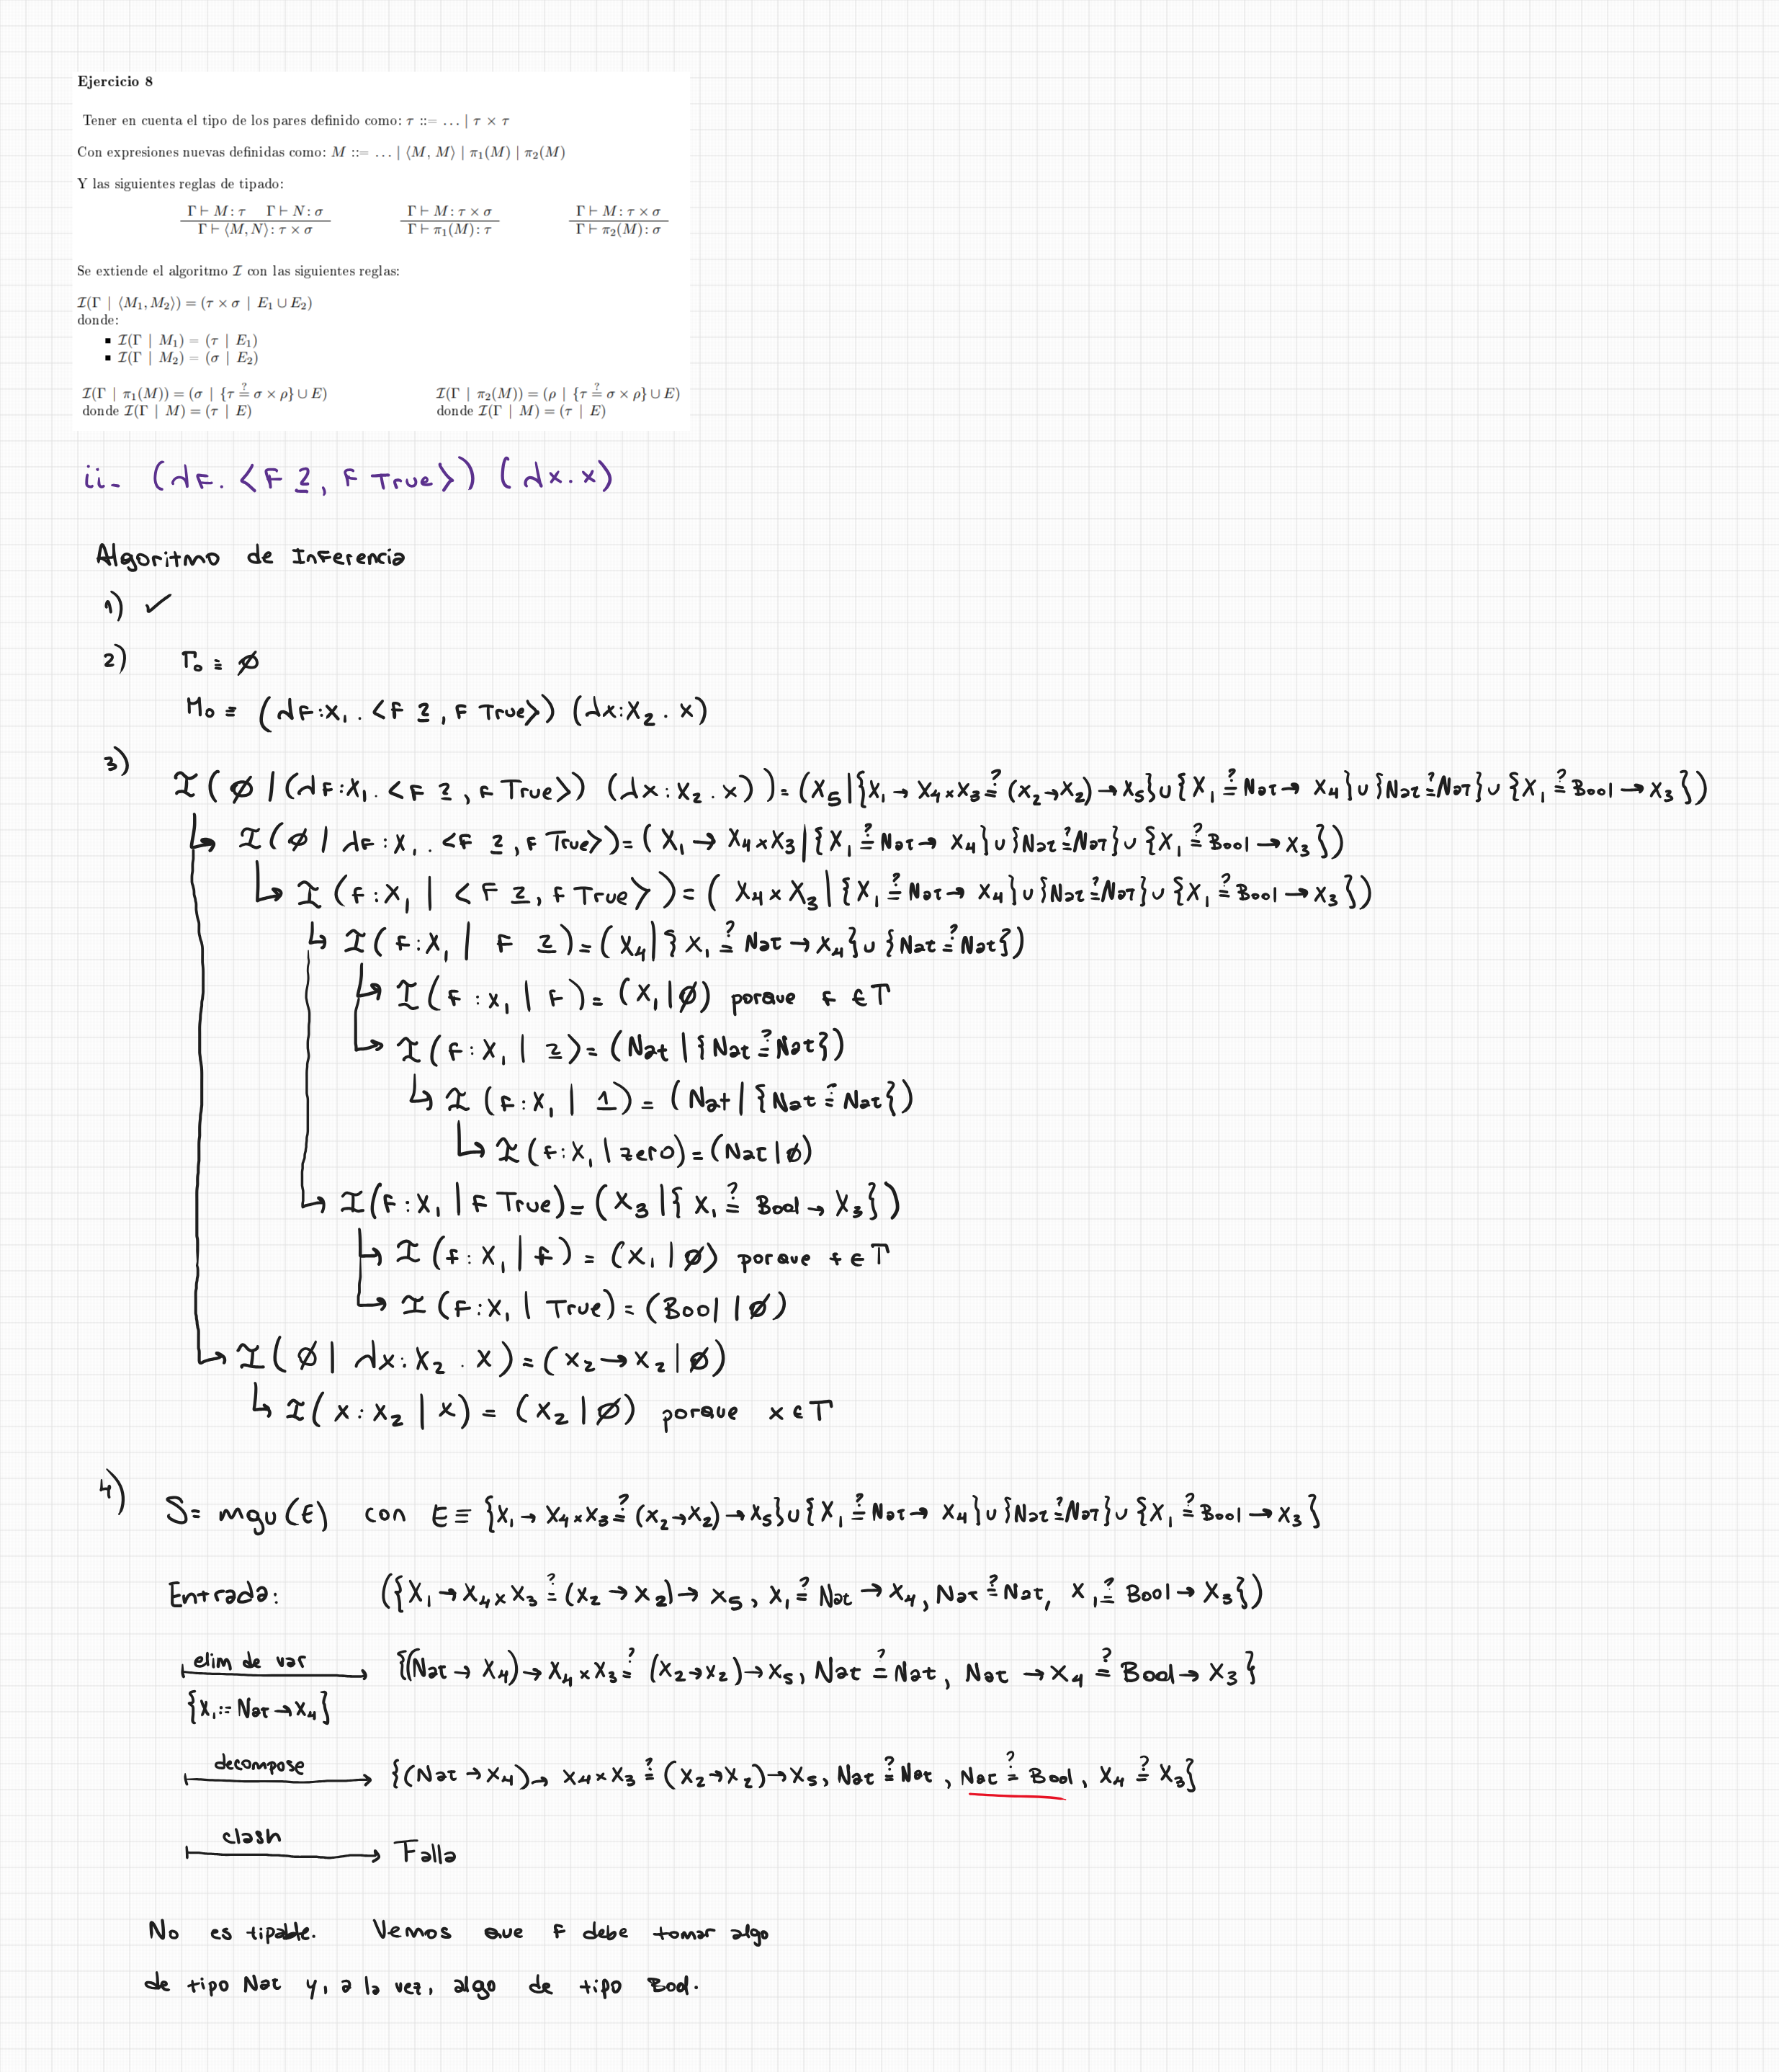 Ejercicio 8
Tener en cuenta el tipo de los pares definido como: τ ::= ... | τ × τ
Con expresiones nuevas definidas como: M ::= ... | ⟨M, M⟩ | π₁(M) | π₂(M)
Y las siguientes reglas de tipado:
Γ ⊢ M : τ   Γ ⊢ N : σ      Γ ⊢ M : τ × σ      Γ ⊢ M : τ × σ
Γ ⊢ ⟨M, N⟩ : τ × σ      Γ ⊢ π₁(M) : τ      Γ ⊢ π₂(M) : σ
Se extiende el algoritmo ℐ con las siguientes reglas:
ℐ(Γ | ⟨M₁, M₂⟩) = (τ × σ | E₁ ∪ E₂)
donde:
▪ ℐ(Γ | M₁) = (τ | E₁)
▪ ℐ(Γ | M₂) = (σ | E₂)
ℐ(Γ | π₁(M)) = (σ | {τ ≟ σ × ρ} ∪ E)      ℐ(Γ | π₂(M)) = (ρ | {τ ≟ σ × ρ} ∪ E)
donde ℐ(Γ | M) = (τ | E)      donde ℐ(Γ | M) = (τ | E)
ii- (λF. <F 2, F True>) (λx.x)
Algoritmo de Inferencia
1) ✓
2) Γ₀ = ∅
M₀ = (λF:X₁. <F 2, F True>) (λx:X₂. x)
3)
ℐ(∅ | (λF:X₁. <F 2, F True>) (λx:X₂. x)) = (X₅ | {X₁ → X₄×X₃ ≟ (X₂→X₂) → X₅} ∪ {X₁ ≟ Nat → X₄} ∪ {Nat ≟ Nat} ∪ {X₁ ≟ Bool → X₃})
↳ ℐ(∅ | λF:X₁. <F 2, F True>) = (X₁ → X₄×X₃ | {X₁ ≟ Nat → X₄} ∪ {Nat ≟ Nat} ∪ {X₁ ≟ Bool → X₃})
↳ ℐ(F:X₁ | <F 2, F True>) = (X₄×X₃ | {X₁ ≟ Nat → X₄} ∪ {Nat ≟ Nat} ∪ {X₁ ≟ Bool → X₃})
↳ ℐ(F:X₁ | F 2) = (X₄ | {X₁ ≟ Nat → X₄} ∪ {Nat ≟ Nat})
↳ ℐ(F:X₁ | F) = (X₁ | ∅) porque F ∈ Γ
↳ ℐ(F:X₁ | 2) = (Nat | {Nat ≟ Nat})
↳ ℐ(F:X₁ | 1) = (Nat | {Nat ≟ Nat})
↳ ℐ(F:X₁ | zero) = (Nat | ∅)
↳ ℐ(F:X₁ | F True) = (X₃ | {X₁ ≟ Bool → X₃})
↳ ℐ(f:X₁ | f) = (X₁ | ∅) porque f ∈ Γ
↳ ℐ(F:X₁ | True) = (Bool | ∅)
↳ ℐ(∅ | λx:X₂. x) = (X₂→X₂ | ∅)
↳ ℐ(x:X₂ | x) = (X₂ | ∅) porque x ∈ Γ
4) S = mgu(E) con E ≡ {X₁ → X₄×X₃ ≟ (X₂→X₂) → X₅} ∪ {X₁ ≟ Nat → X₄} ∪ {Nat ≟ Nat} ∪ {X₁ ≟ Bool → X₃}
Entrada: ({X₁ → X₄×X₃ ≟ (X₂ → X₂) → X₅, X₁ ≟ Nat → X₄, Nat ≟ Nat, X₁ ≟ Bool → X₃})
elim de var {(Nat → X₄) → X₄×X₃ ≟ (X₂→X₂)→X₅, Nat ≟ Nat, Nat → X₄ ≟ Bool → X₃}
{X₁ := Nat → X₄}
decompose {(Nat → X₄) → X₄×X₃ ≟ (X₂→X₂)→X₅, Nat ≟ Nat, Nat ≟ Bool, X₄ ≟ X₃}
clash Falla
No es tipable. Vemos que F debe tomar algo
de tipo Nat y, a la vez, algo de tipo Bool.